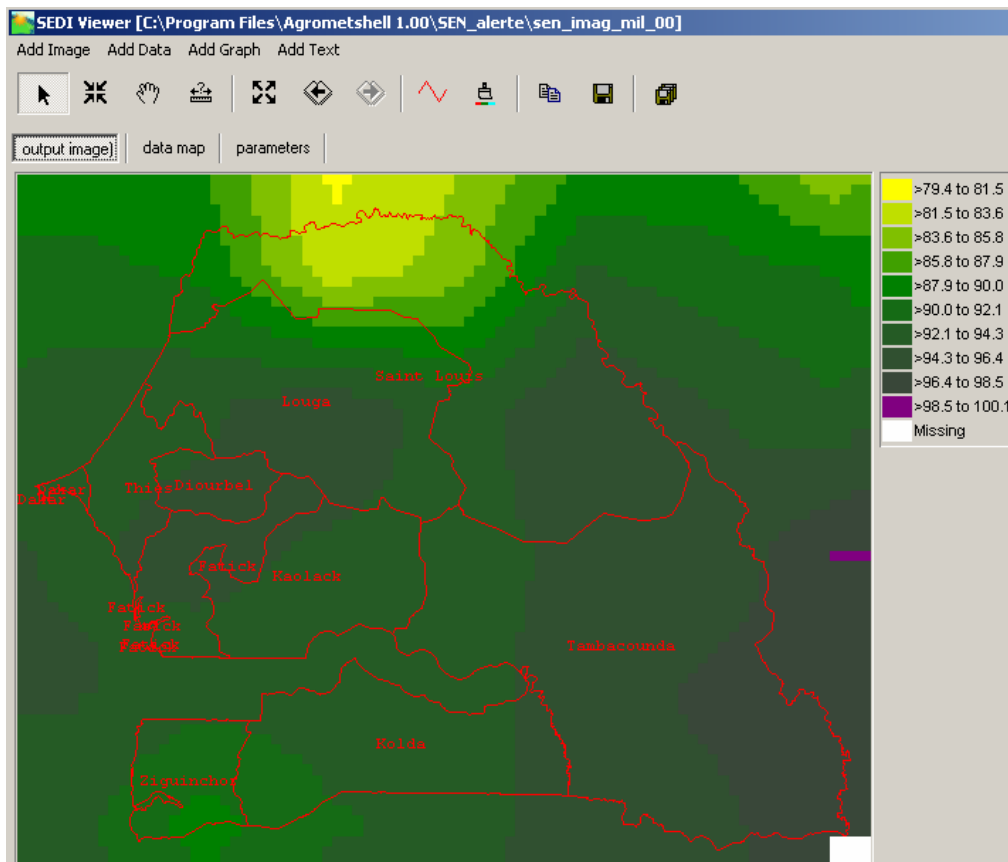 SEDI Viewer [C:\Program Files\Agrometshell 1.00\SEN_alerte\sen_imag_mil_00]
Add Image Add Data Add Graph Add Text
output image) data map parameters
>79.4 to 81.5
>81.5 to 83.6
>83.6 to 85.8
>85.8 to 87.9
>87.9 to 90.0
>90.0 to 92.1
>92.1 to 94.3
>94.3 to 96.4
>96.4 to 98.5
>98.5 to 100.1
Missing
Saint Louis
Louga
Thies Diourbel
Dakar
Dakar
Fatick
Kaolack
Fatick
Fatick
Tambacounda
Kolda
Ziguinchor